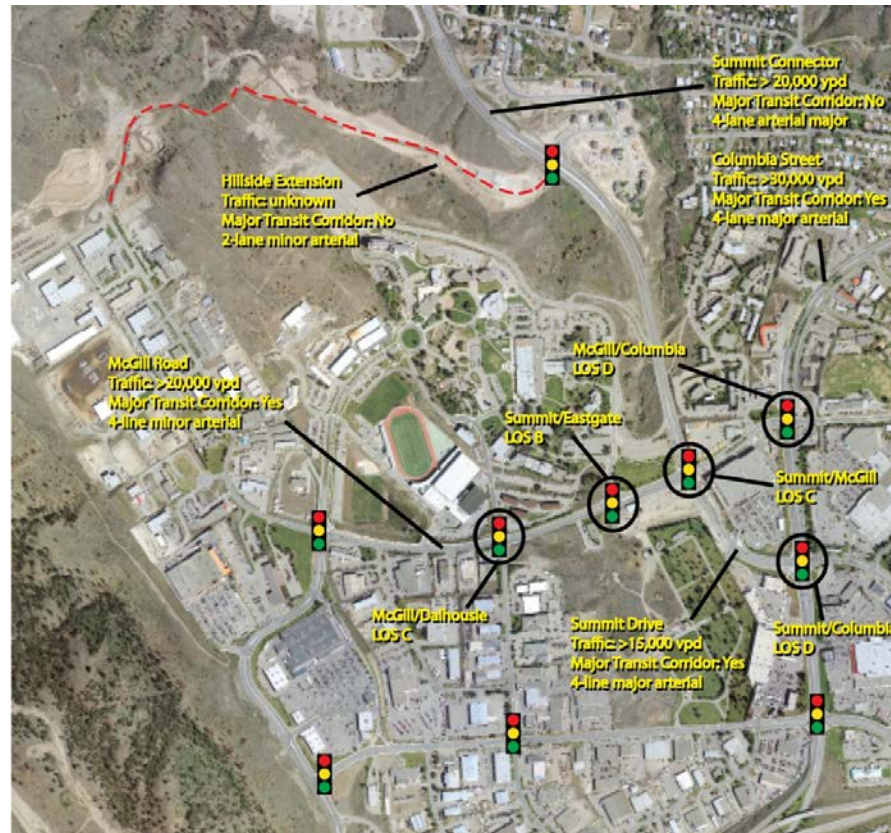 Summit Connector
Traffic: > 20,000 vpd
Major Transit Corridor: No
4-lane arterial major
Columbia Street
Traffic: >30,000 vpd
Major Transit Corridor: Yes
4-lane major arterial
Hillside Extension
Traffic: unknown
Major Transit Corridor: No
2-lane minor arterial
McGill/Columbia
LOS D
McGill Road
Traffic: >20,000 vpd
Major Transit Corridor: Yes
4-line minor arterial
Summit/Eastgate
LOS B
Summit/McGill
LOS C
McGill/Dalhousie
LOS C
Summit Drive
Traffic: >15,000 vpd
Major Transit Corridor: Yes
4-line major arterial
Summit/Columbia
LOS D